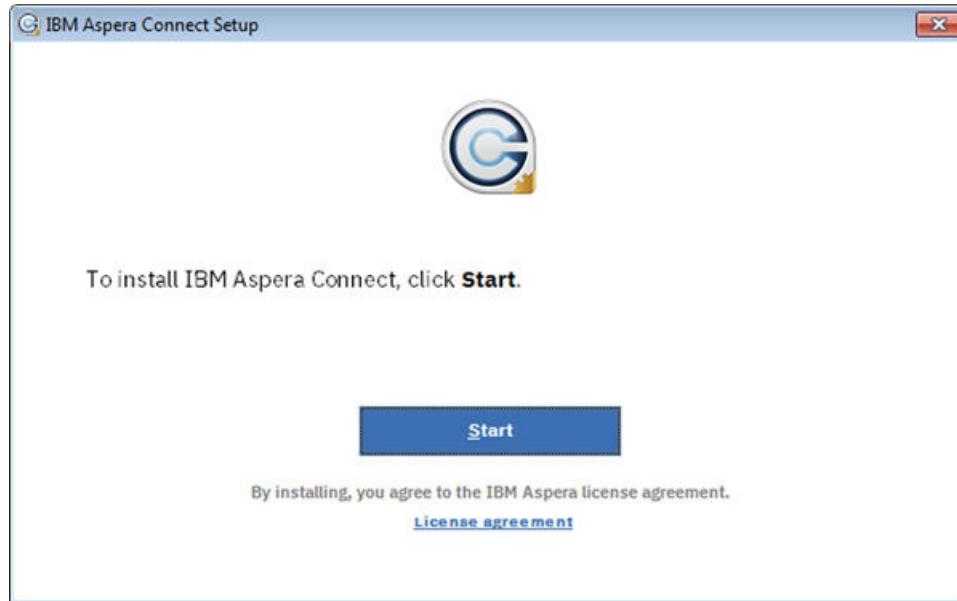 IBM Aspera Connect Setup
To install IBM Aspera Connect, click Start.
Start
By installing, you agree to the IBM Aspera license agreement.
License agreement